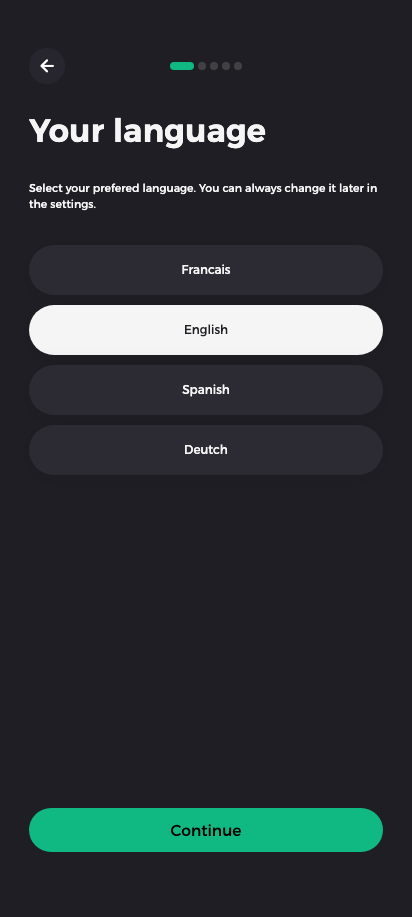 Your language
Select your prefered language. You can always change it later in
the settings.
Francais
English
Spanish
Deutch
Continue